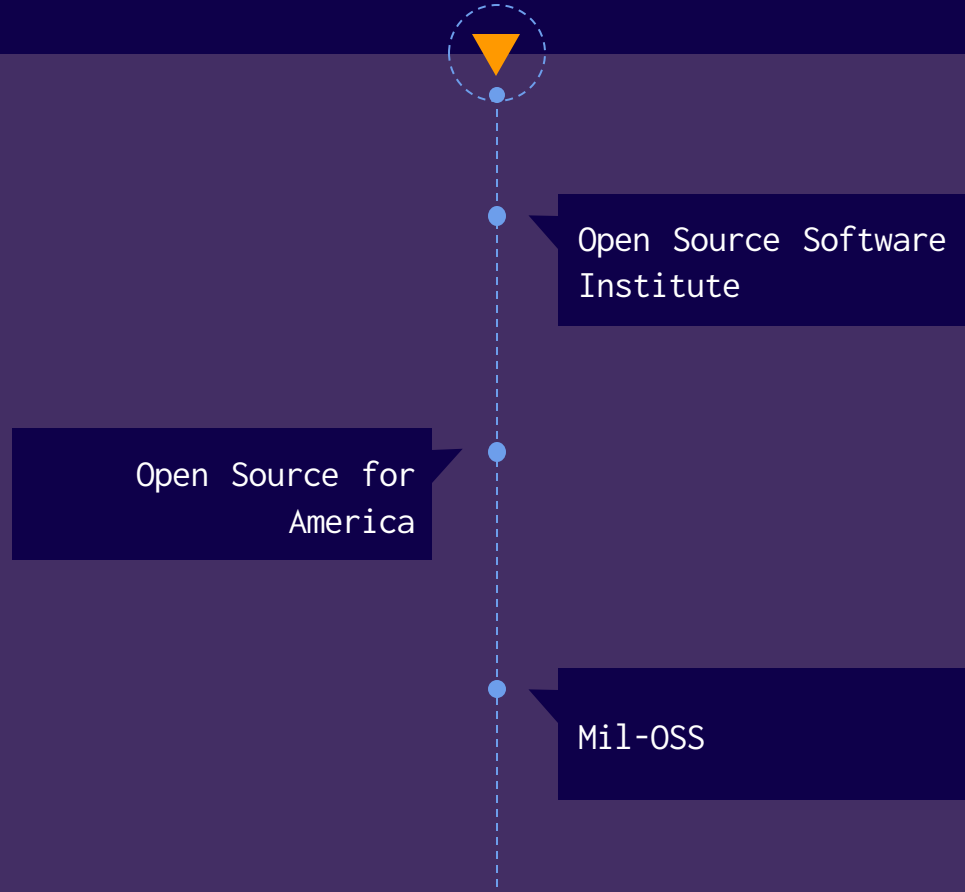 Open Source Software
Institute
Open Source for
America
Mil-OSS